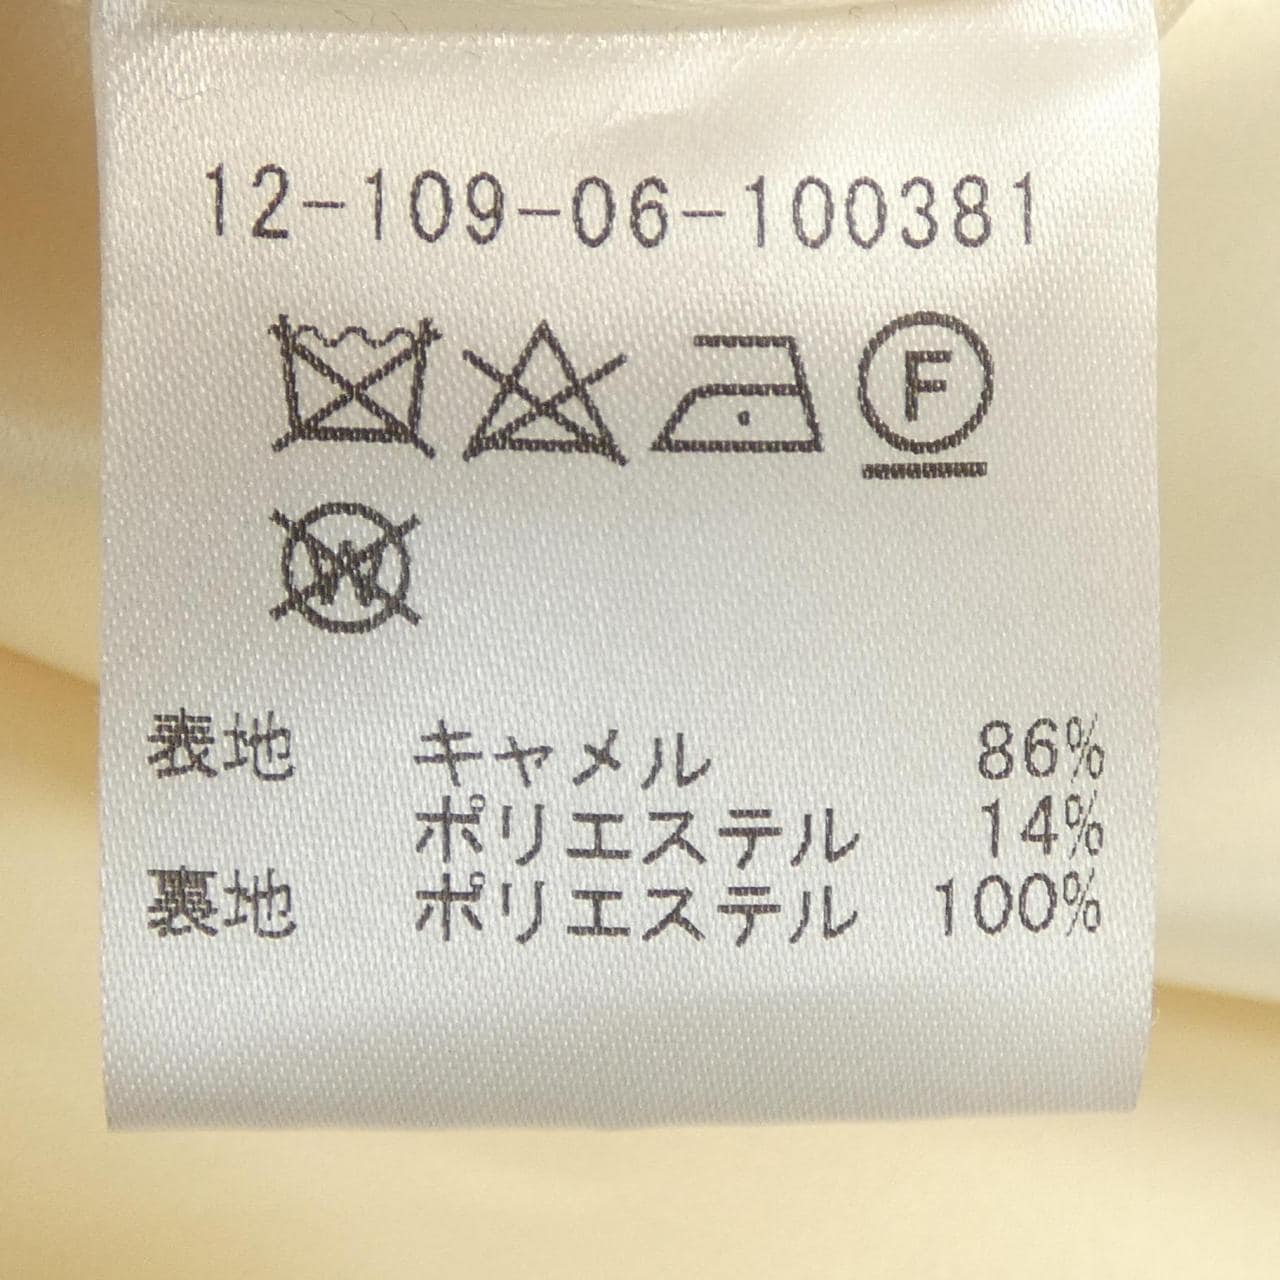 12-109-06-100381
F
W
表地 キャメル 86%
ポリエステル 14%
裏地 ポリエステル 100%